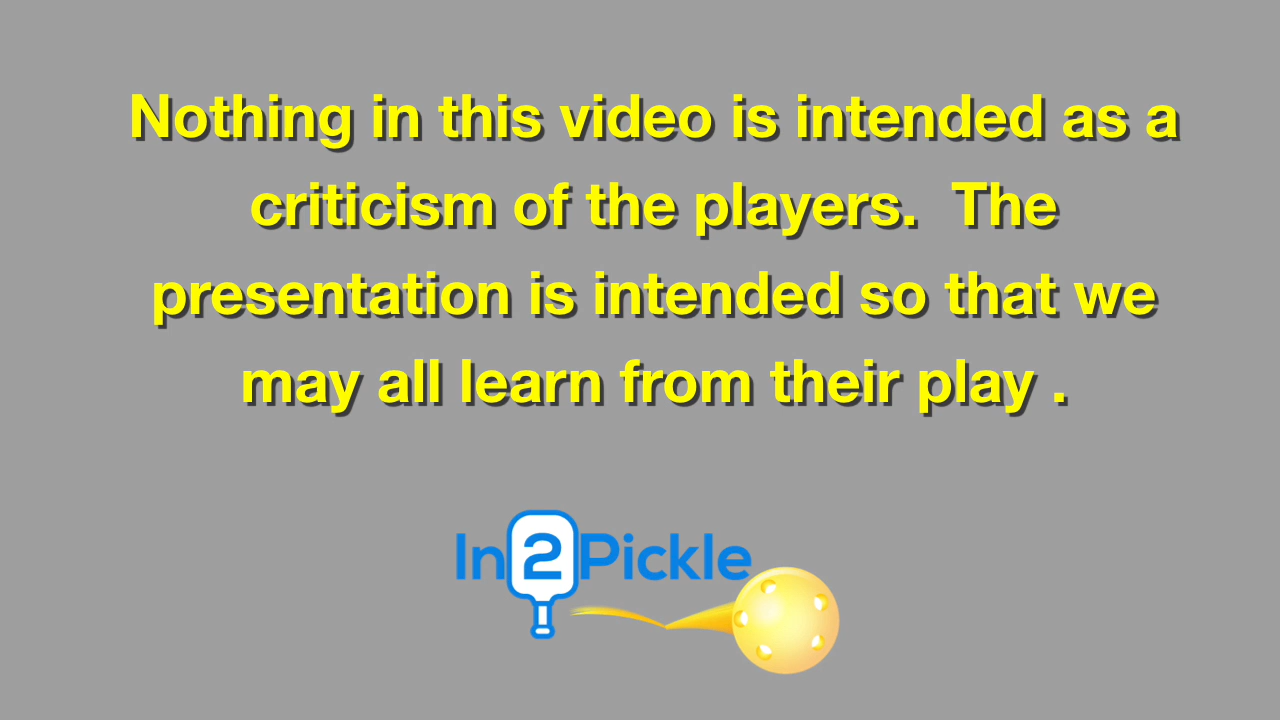 Nothing in this video is intended as a
criticism of the players.  The
presentation is intended so that we
may all learn from their play .
In2Pickle